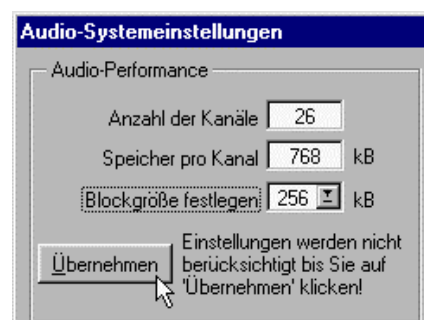 Audio-Systemeinstellungen
Audio-Performance
Anzahl der Kanäle 26
Speicher pro Kanal 768 kB
Blockgröße festlegen 256 kB
Übernehmen
Einstellungen werden nicht
berücksichtigt bis Sie auf
'Übernehmen' klicken!